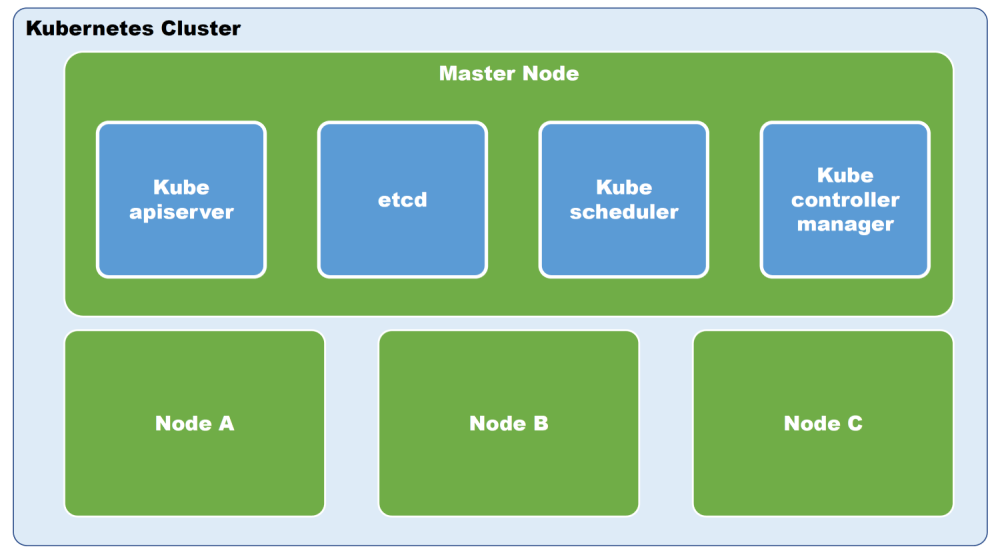 Kubernetes Cluster
Master Node
Kube
apiserver
etcd
Kube
scheduler
Kube
controller
manager
Node A
Node B
Node C